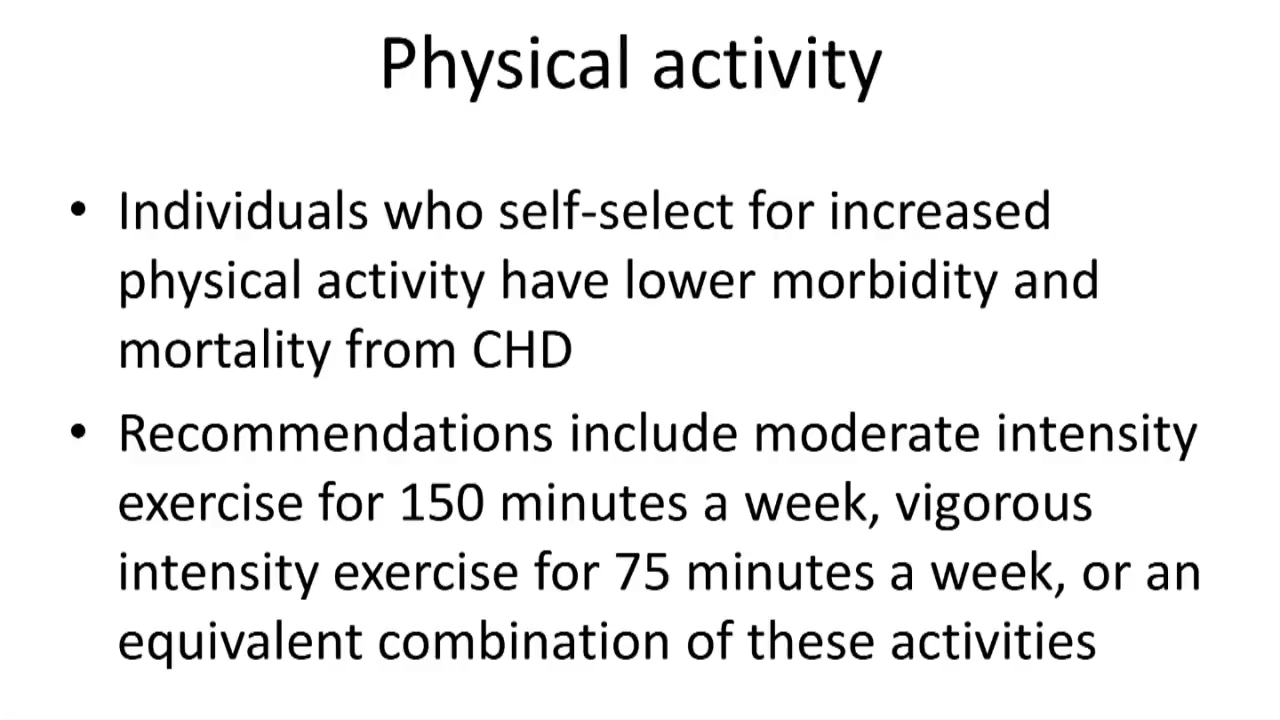 Physical activity
• Individuals who self-select for increased
physical activity have lower morbidity and
mortality from CHD
• Recommendations include moderate intensity
exercise for 150 minutes a week, vigorous
intensity exercise for 75 minutes a week, or an
equivalent combination of these activities